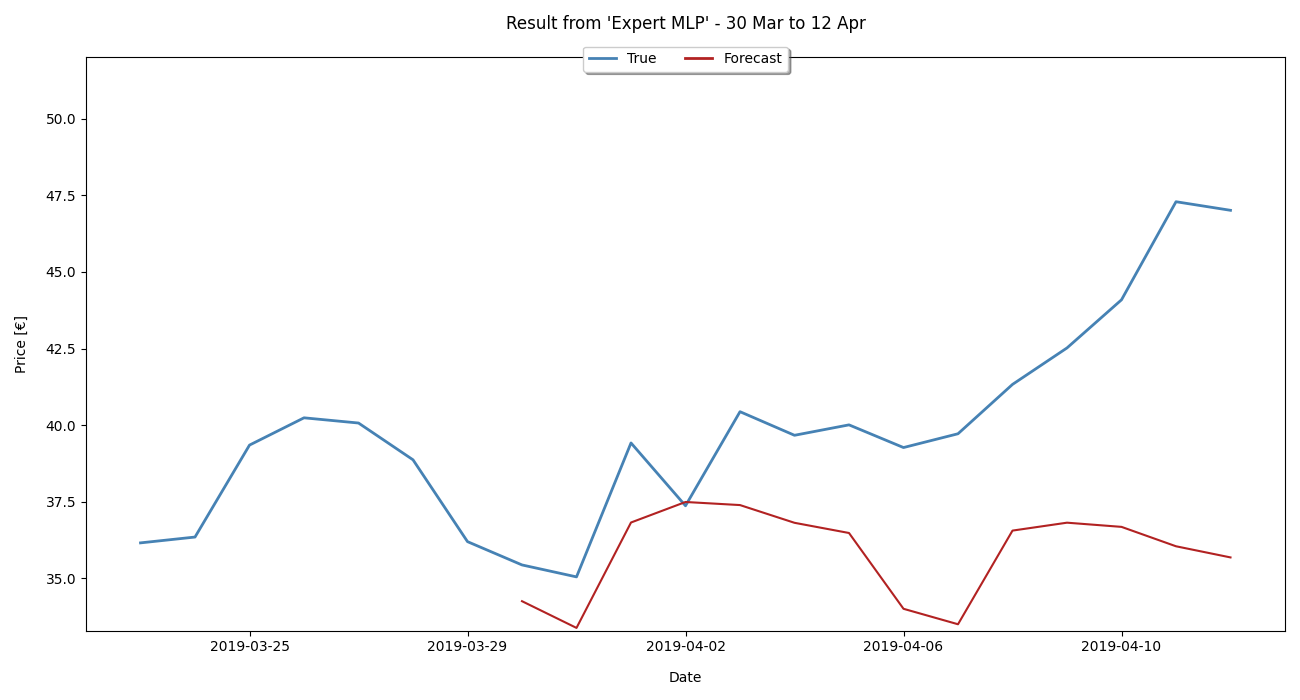 Result from 'Expert MLP' - 30 Mar to 12 Apr
True
Forecast
50.0
47.5
45.0
42.5
40.0
37.5
35.0
Price [€]
2019-03-25
2019-03-29
2019-04-02
2019-04-06
2019-04-10
Date